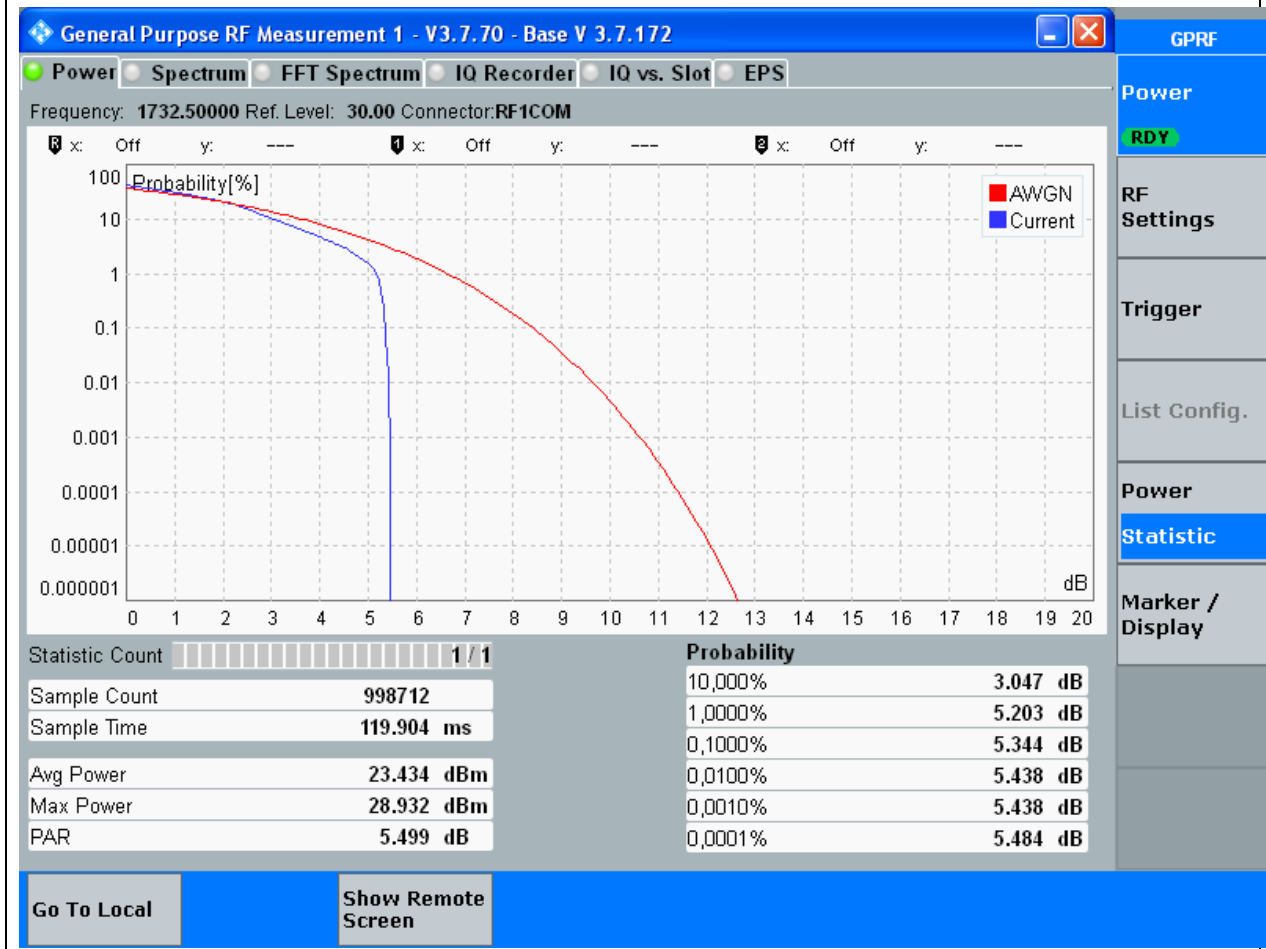 General Purpose RF Measurement 1 - V3.7.70 - Base V 3.7.172
GPRF
Power Spectrum FFT Spectrum IQ Recorder IQ vs. Slot EPS
Power
RDY
Frequency: 1732.50000 Ref. Level: 30.00 Connector:RF1COM
R x: Off y: --- 1 x: Off y: --- 2 x: Off y: ---
Probability[%]
AWGN
Current
100
10
1
0.1
0.01
0.001
0.0001
0.00001
0.000001
dB
0 1 2 3 4 5 6 7 8 9 10 11 12 13 14 15 16 17 18 19 20
RF Settings
Trigger
List Config.
Power
Statistic
Marker /
Display
Statistic Count 1 / 1
Sample Count 998712
Sample Time 119.904 ms
Avg Power 23.434 dBm
Max Power 28.932 dBm
PAR 5.499 dB
Probability
10,000% 3.047 dB
1,0000% 5.203 dB
0,1000% 5.344 dB
0,0100% 5.438 dB
0,0010% 5.438 dB
0,0001% 5.484 dB
Go To Local
Show Remote
Screen